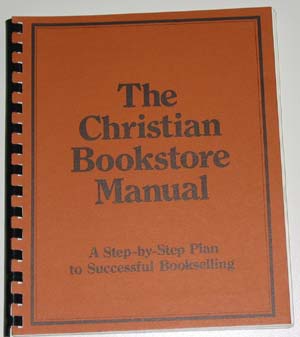 The
Christian
Bookstore
Manual
A Step-by-Step Plan
to Successful Bookselling